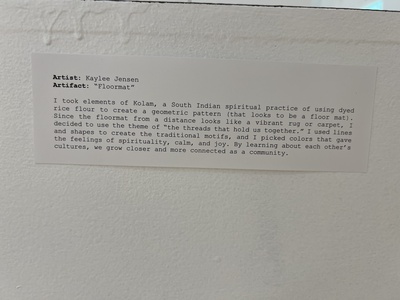 Artist: Kaylee Jensen
Artifact: "Floormat"
I took elements of Kolam, a South Indian spiritual practice of using dyed
rice flour to create a geometric pattern (that looks to be a floor mat).
Since the floormat from a distance looks like a vibrant rug or carpet, I
decided to use the theme of "the threads that hold us together." I used lines
and shapes to create the traditional motifs, and I picked colors that gave
the feelings of spirituality, calm, and joy. By learning about each other's
cultures, we grow closer and more connected as a community.